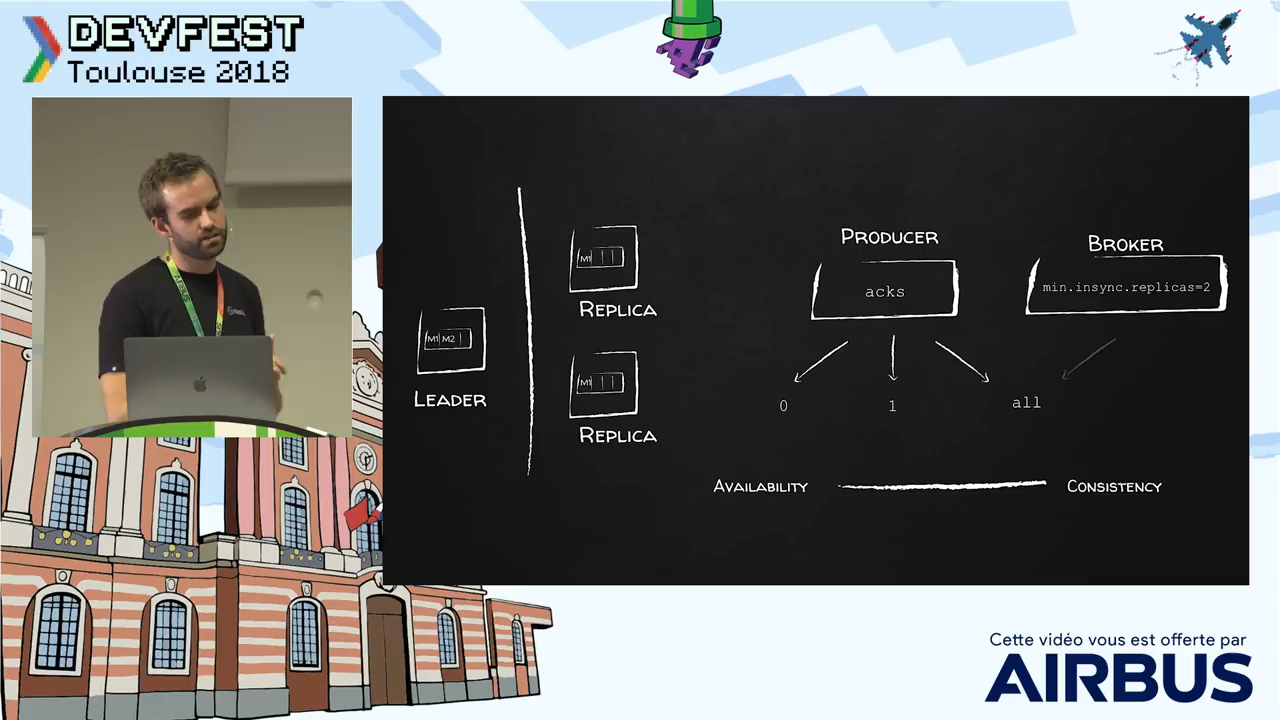 DEVFEST
Toulouse 2018
M1 M2
LEADER
M1
REPLICA
M1
REPLICA
PRODUCER
acks
0
1
all
BROKER
min.insync.replicas=2
AVAILABILITY
CONSISTENCY
Cette vidéo vous est offerte par
AIRBUS